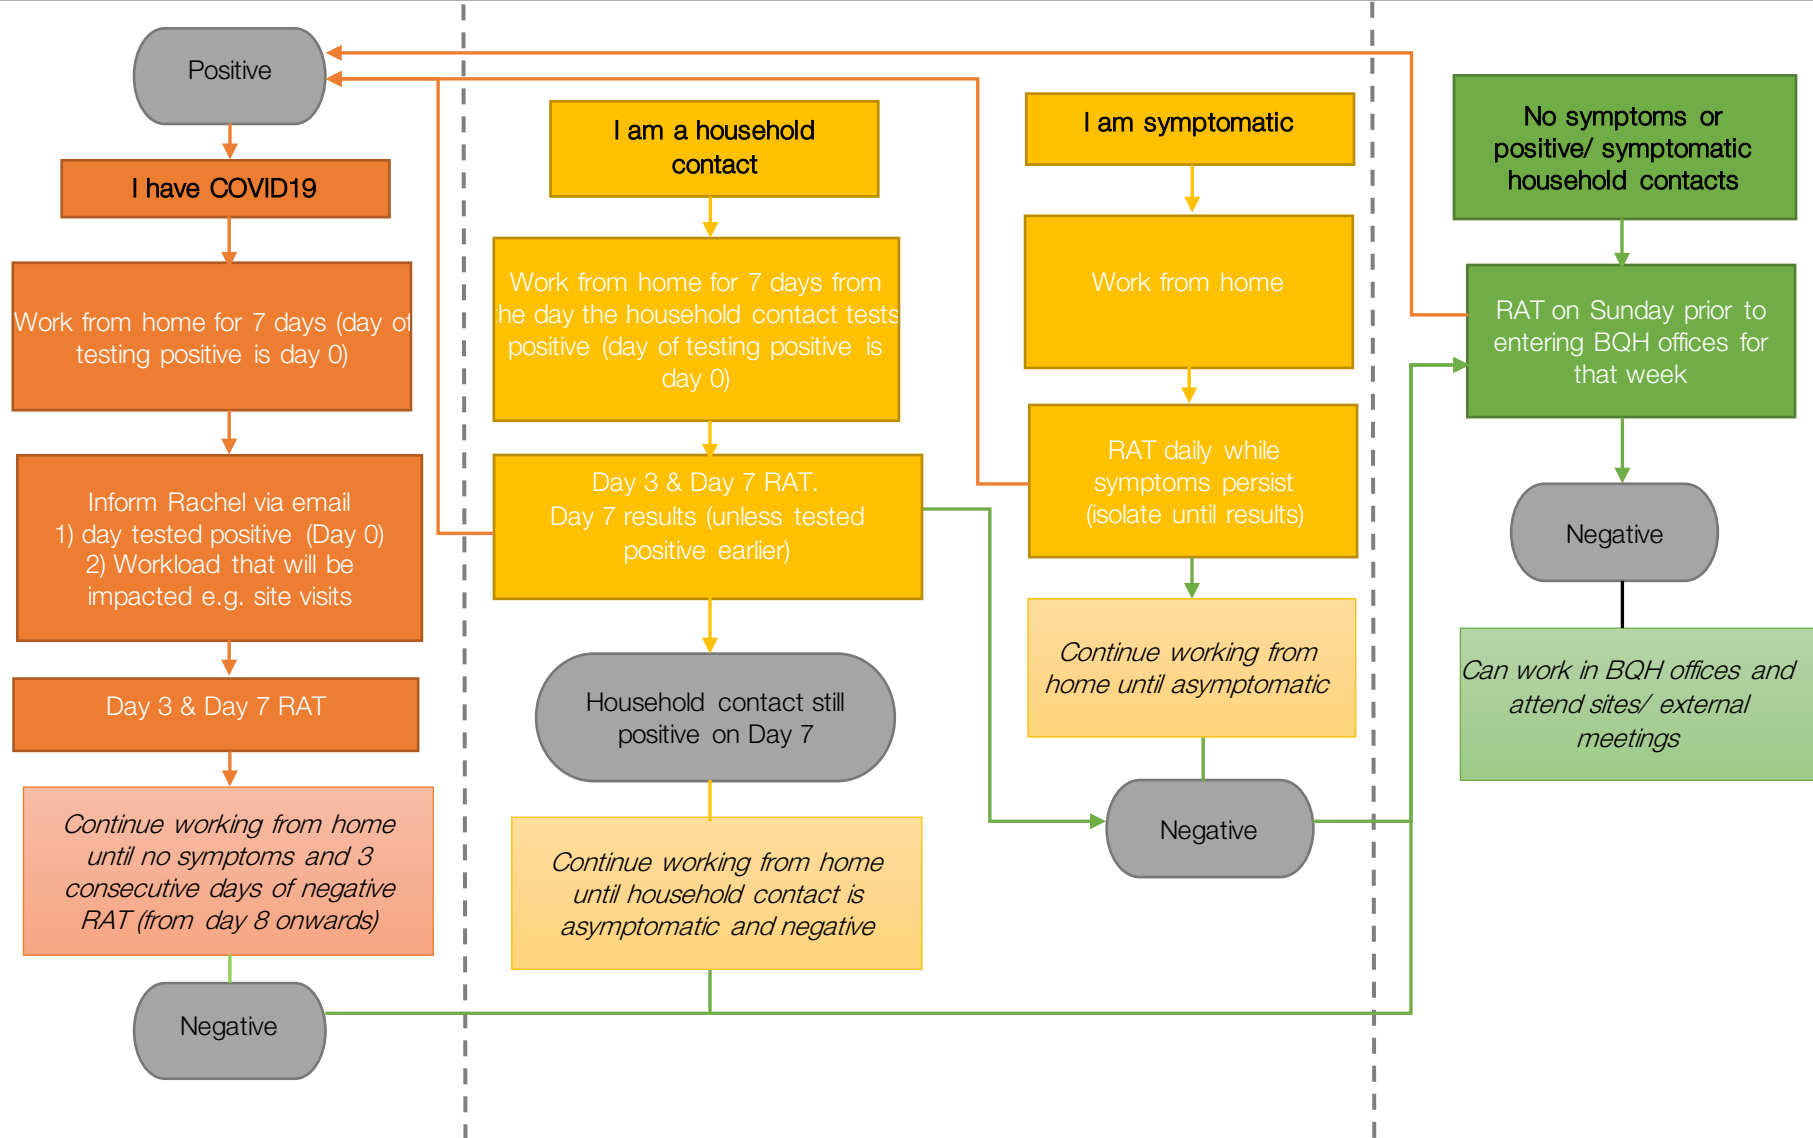 Positive
I have COVID19
Work from home for 7 days (day of
testing positive is day 0)
Inform Rachel via email
1) day tested positive (Day 0)
2) Workload that will be
impacted e.g. site visits
Day 3 & Day 7 RAT
Continue working from home
until no symptoms and 3
consecutive days of negative
RAT (from day 8 onwards)
Negative
I am a household
contact
Work from home for 7 days from
he day the household contact tests
positive (day of testing positive is
day 0)
Day 3 & Day 7 RAT.
Day 7 results (unless tested
positive earlier)
Household contact still
positive on Day 7
Continue working from home
until household contact is
asymptomatic and negative
I am symptomatic
Work from home
RAT daily while
symptoms persist
(isolate until results)
Continue working from
home until asymptomatic
Negative
No symptoms or
positive/ symptomatic
household contacts
RAT on Sunday prior to
entering BQH offices for
that week
Negative
Can work in BQH offices and
attend sites/ external
meetings